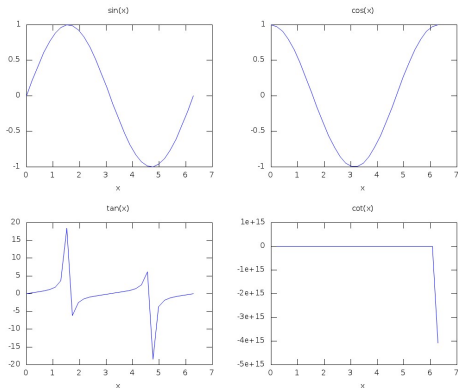 sin(x)
1
0.5
0
-0.5
-1
0 1 2 3 4 5 6 7
x
cos(x)
1
0.5
0
-0.5
-1
0 1 2 3 4 5 6 7
x
tan(x)
20
15
10
5
0
-5
-10
-15
-20
0 1 2 3 4 5 6 7
x
cot(x)
1e+15
0
-1e+15
-2e+15
-3e+15
-4e+15
-5e+15
0 1 2 3 4 5 6 7
x